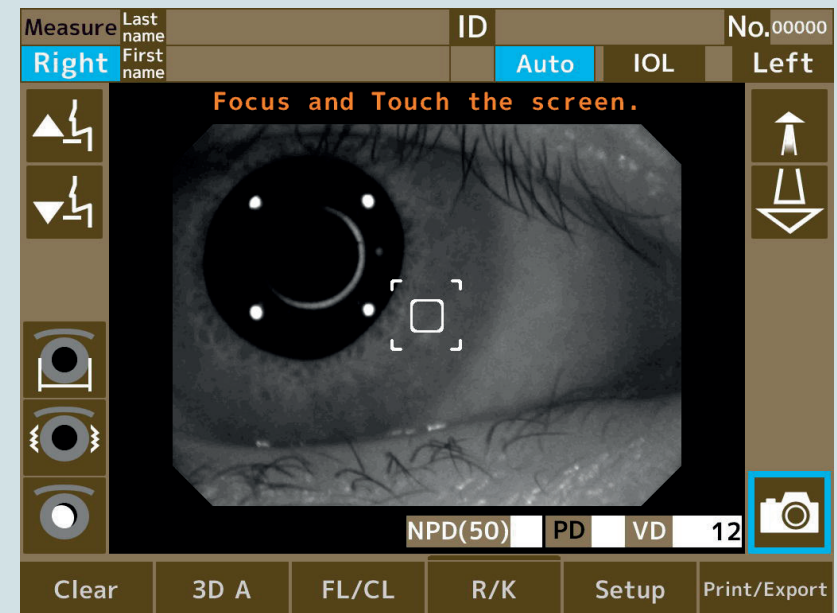 Measure Last name ID No.00000
Right First name Auto IOL Left
Focus and Touch the screen.
NPD(50) PD VD 12
Clear 3D A FL/CL R/K Setup Print/Export